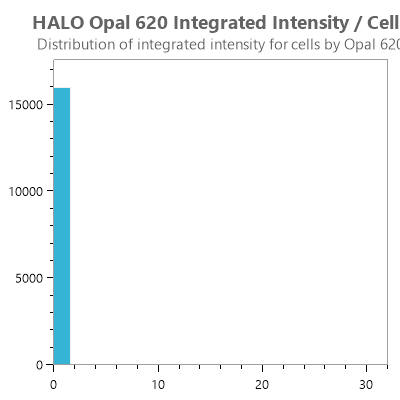 HALO Opal 620 Integrated Intensity / Cell
Distribution of integrated intensity for cells by Opal 620
15000
10000
5000
0
0 10 20 30